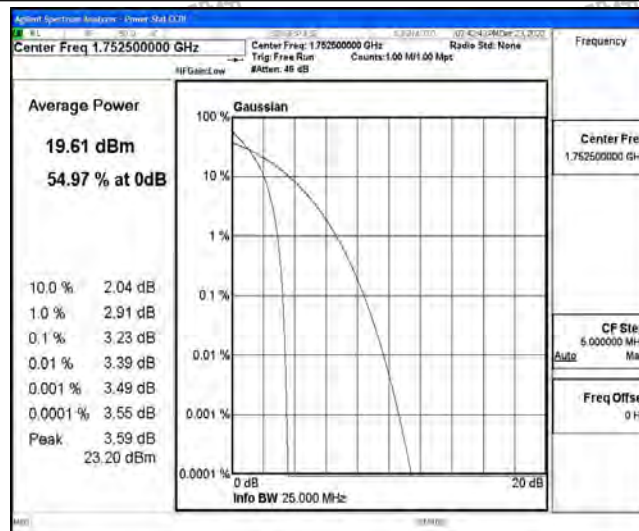 Agilent Spectrum Analyzer - Power Stat CCDF
Center Freq 1.752500000 GHz
Center Freq: 1.752500000 GHz
Radio Std: None
Trig: Free Run
Counts:1.00 M/1.00 Mpt
#IFGain:Low
#Atten: 46 dB
Frequency
Average Power
19.61 dBm
54.97 % at 0dB
10.0 % 2.04 dB
1.0 % 2.91 dB
0.1 % 3.23 dB
0.01 % 3.39 dB
0.001 % 3.49 dB
0.0001 % 3.55 dB
Peak 3.59 dB
23.20 dBm
Gaussian
100 %
10 %
1 %
0.1 %
0.01 %
0.001 %
0.0001 %
0 dB
20 dB
Info BW 25.000 MHz
Center Fre
1.752500000 GH
CF Ste
5.000000 MH
Auto Ma
Freq Offse
0 H